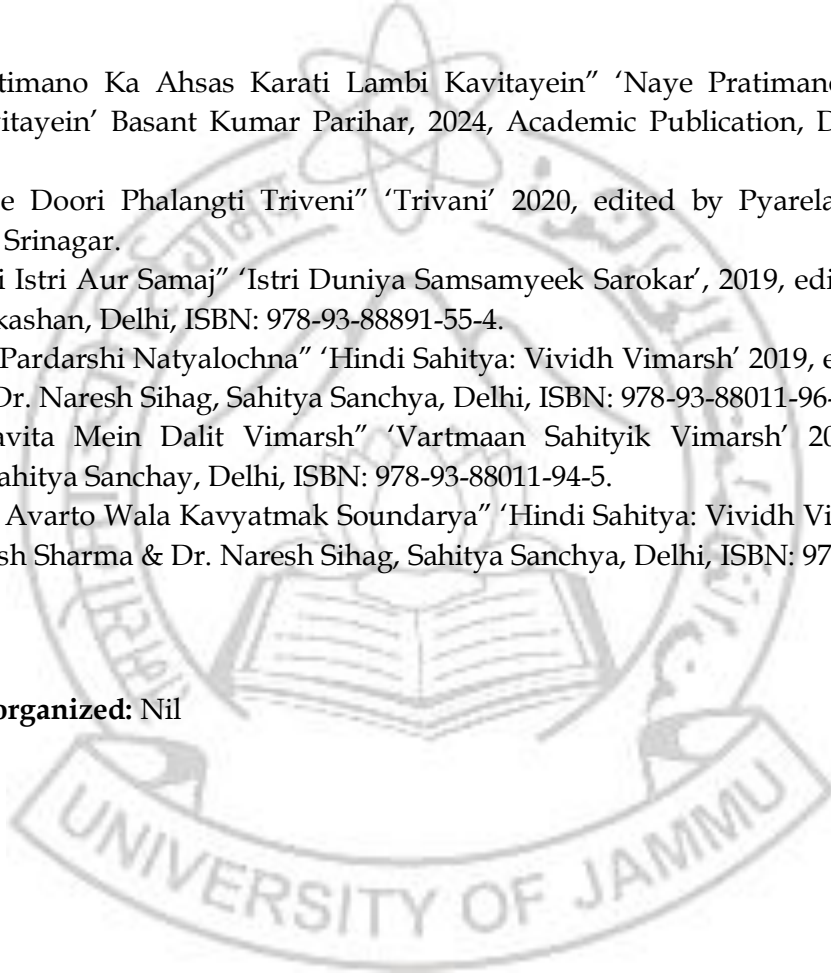 timano Ka Ahsas Karati Lambi Kavitayein” ‘Naye Pratimano
vitayein’ Basant Kumar Parihar, 2024, Academic Publication, D
e Doori Phalangti Triveni” ‘Trivani’ 2020, edited by Pyarela
Srinagar.
i Istri Aur Samaj” ‘Istri Duniya Samsamyeek Sarokar’, 2019, edi
kashan, Delhi, ISBN: 978-93-88891-55-4.
Pardarshi Natyalochna” ‘Hindi Sahitya: Vividh Vimarsh’ 2019, e
Dr. Naresh Sihag, Sahitya Sanchya, Delhi, ISBN: 978-93-88011-96-
avita Mein Dalit Vimarsh” ‘Vartmaan Sahityik Vimarsh’ 20
ahitya Sanchay, Delhi, ISBN: 978-93-88011-94-5.
Avarto Wala Kavyatmak Soundarya” ‘Hindi Sahitya: Vividh Vi
sh Sharma & Dr. Naresh Sihag, Sahitya Sanchya, Delhi, ISBN: 97
organized: Nil
UNIVERSITY OF JAMMU